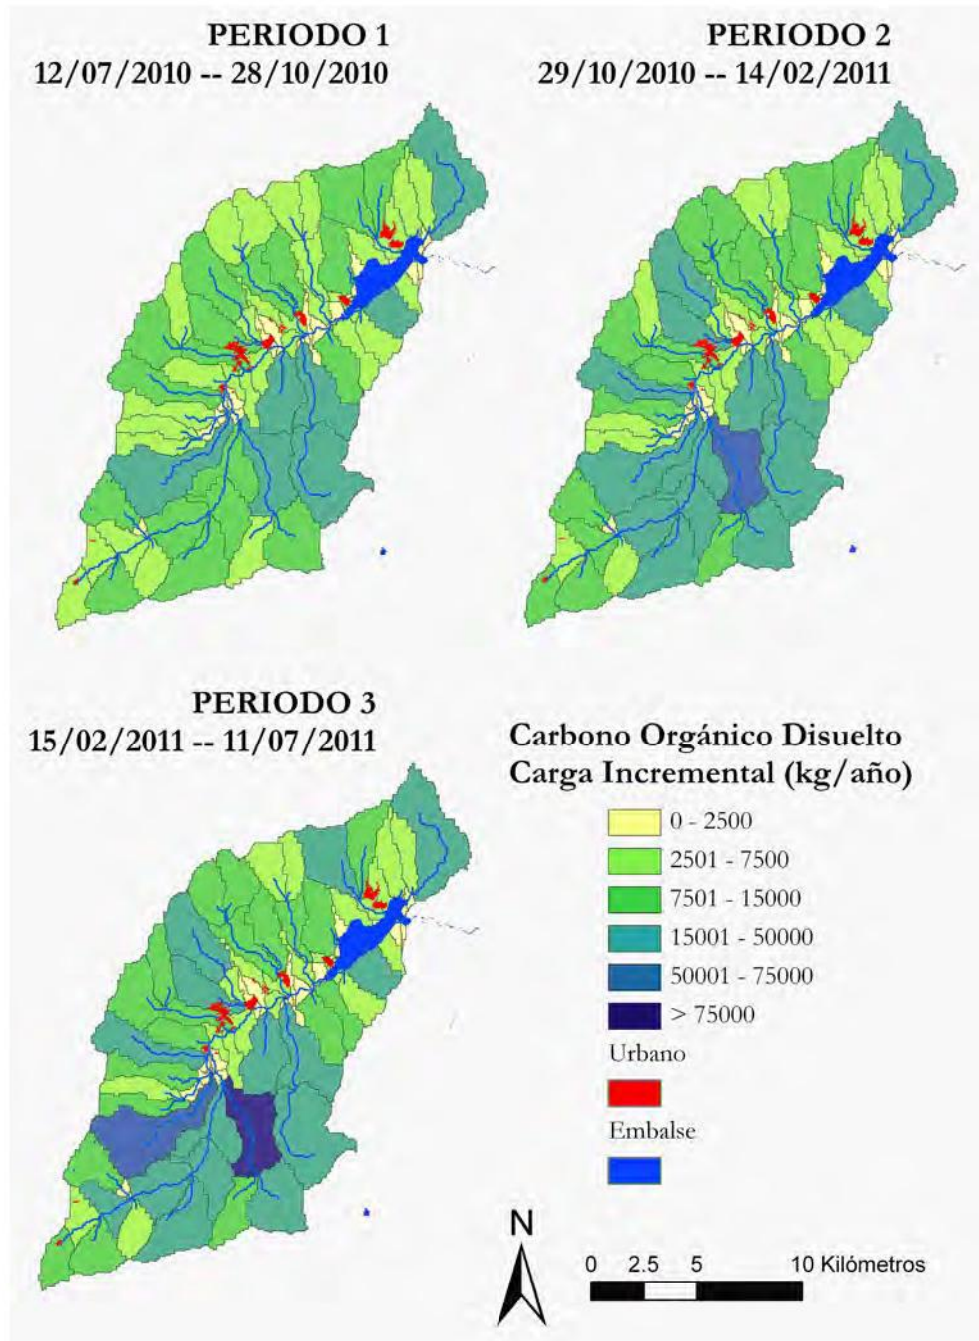 PERIODO 1
12/07/2010 -- 28/10/2010
PERIODO 2
29/10/2010 -- 14/02/2011
PERIODO 3
15/02/2011 -- 11/07/2011
Carbono Orgánico Disuelto
Carga Incremental (kg/año)
0 - 2500
2501 - 7500
7501 - 15000
15001 - 50000
50001 - 75000
> 75000
Urbano
Embalse
N
0 2.5 5 10 Kilómetros